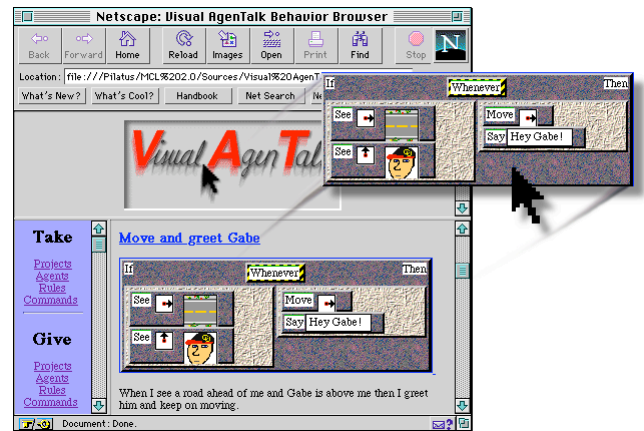 Netscape: Visual AgenTalk Behavior Browser
Back Forward Home Reload Images Open Print Find Stop N
Location: file:///Pilatus/MCL%202.0/Sources/Visual%20AgenT
What's New? What's Cool? Handbook Net Search Ne
If Whenever Then
See Move
Say Hey Gabe!
See
Visual AgenTal
Take
Projects
Agents
Rules
Commands
Give
Projects
Agents
Rules
Commands
Move and greet Gabe
If Whenever Then
See Move
Say Hey Gabe!
See
When I see a road ahead of me and Gabe is above me then I greet
him and keep on moving.
Document: Done.